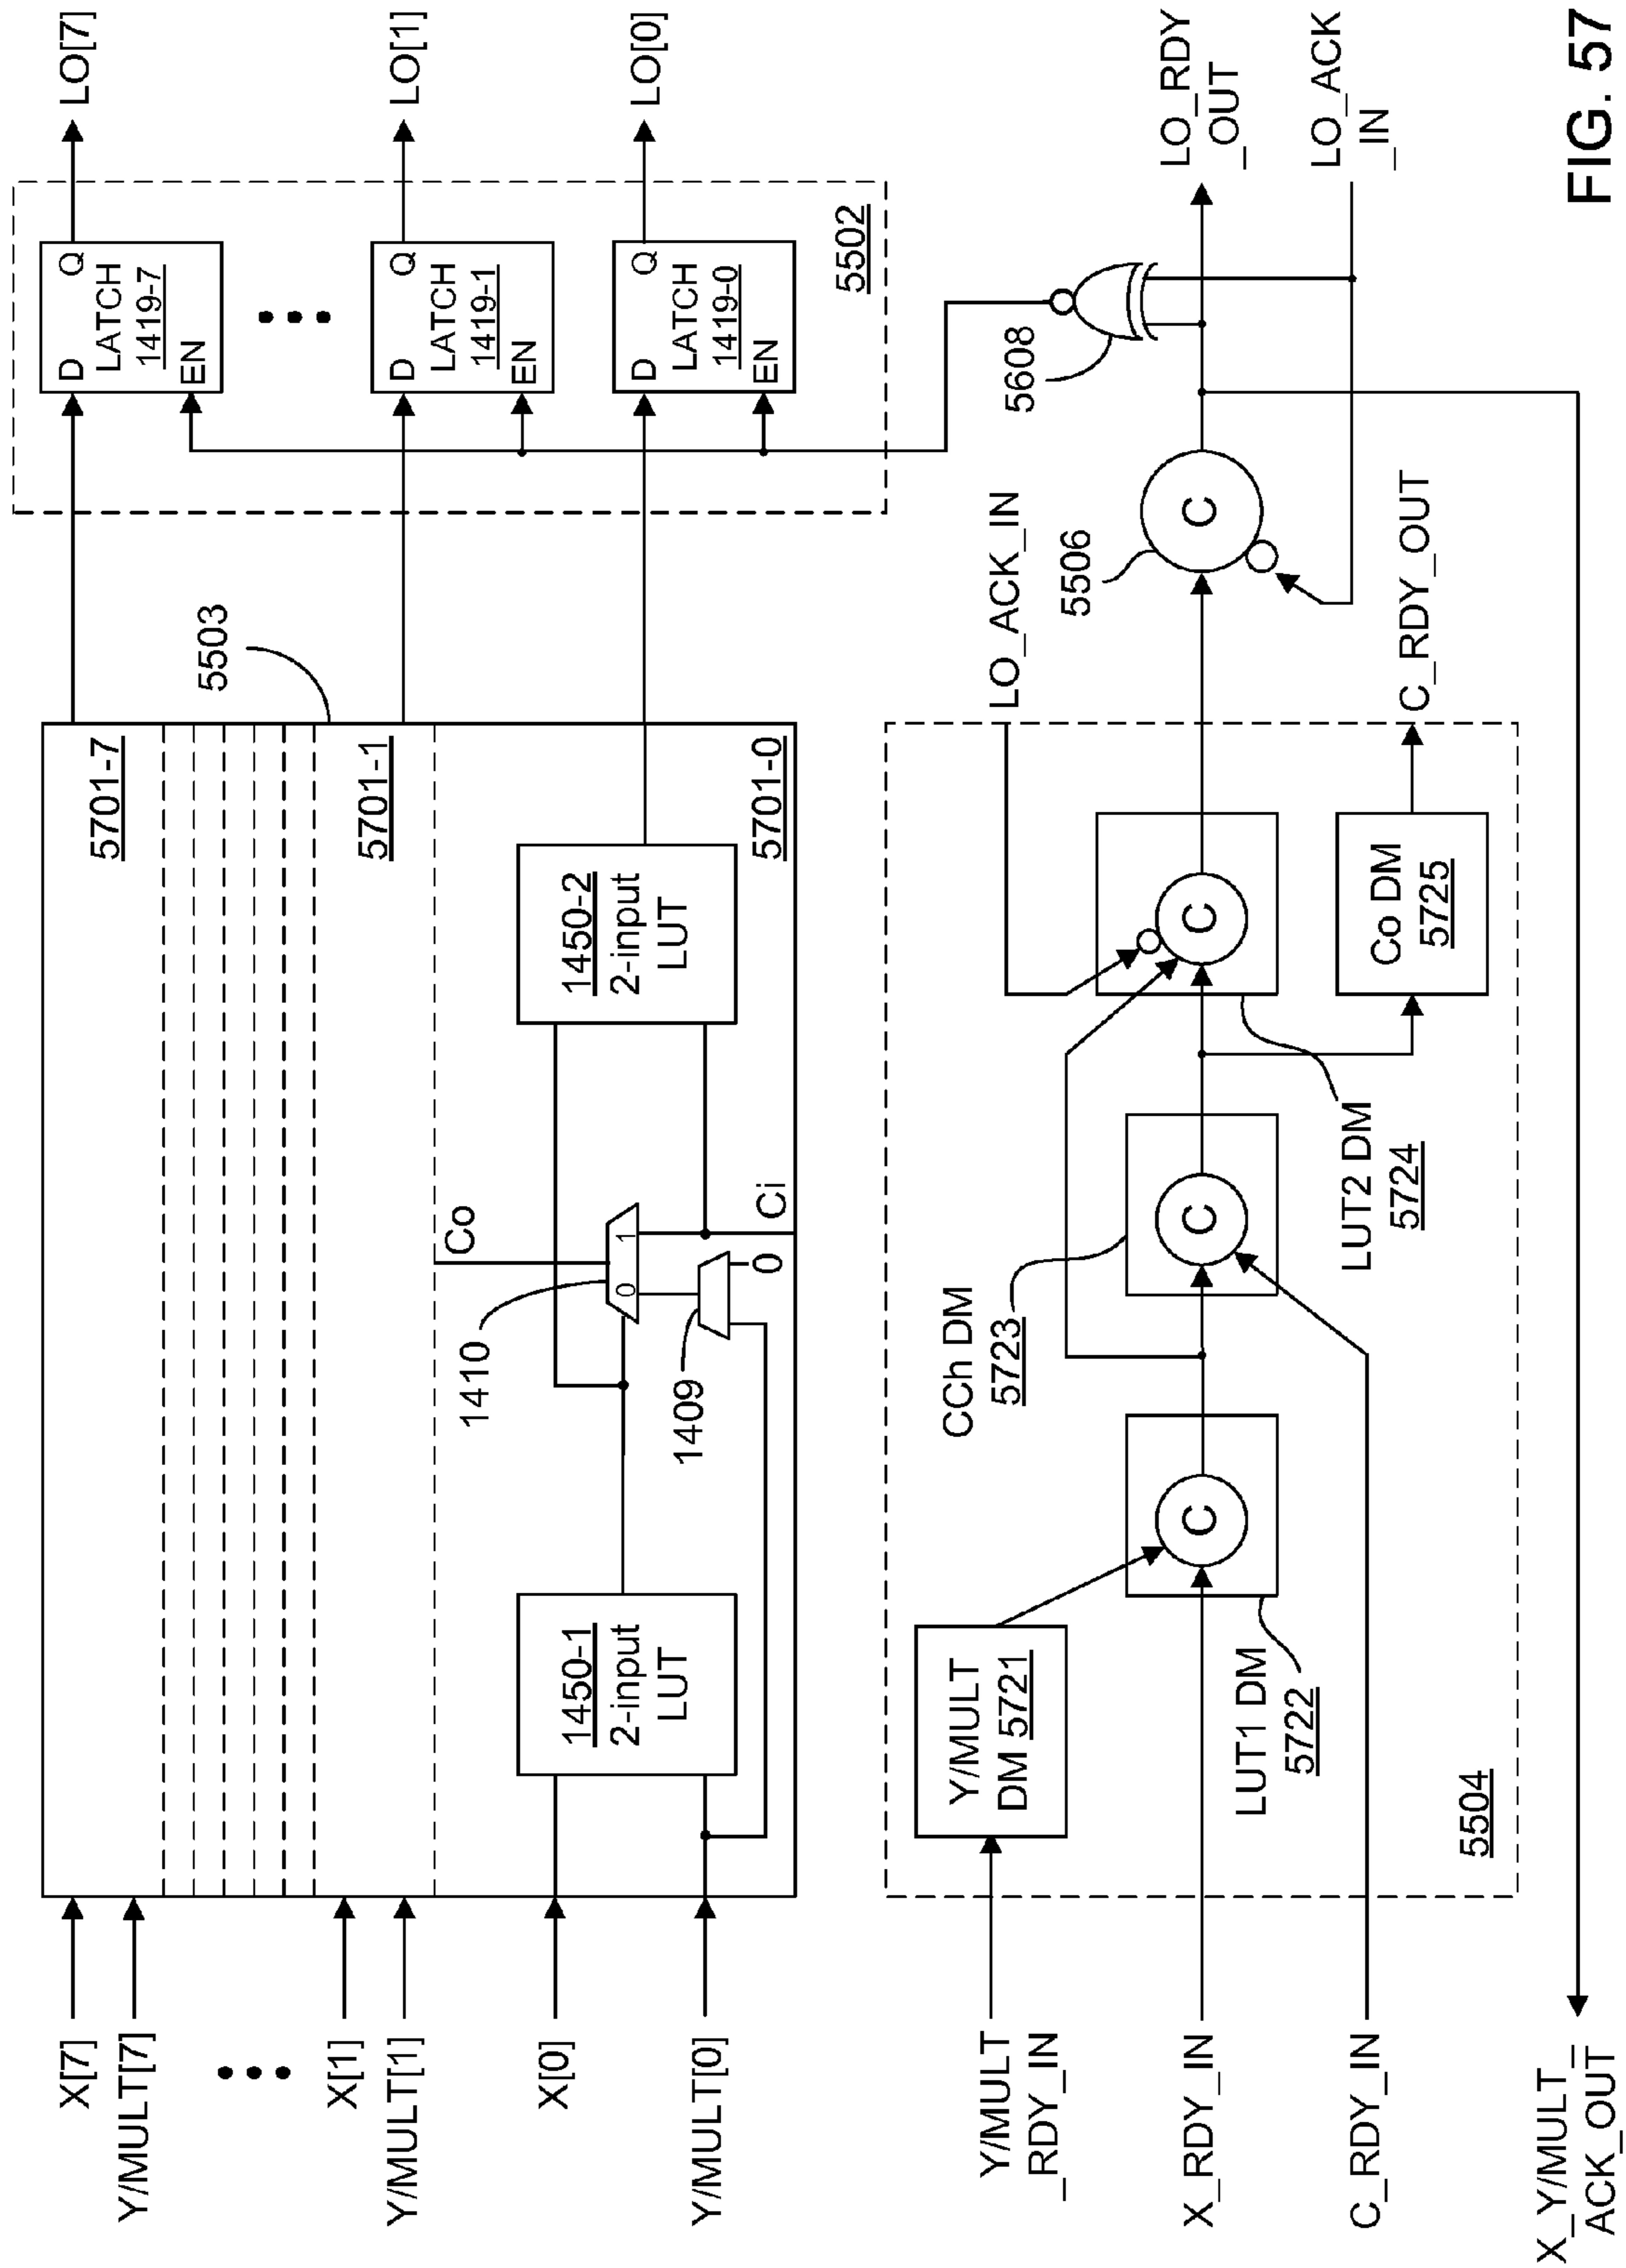 X[7]
Y/MULT[7]
X[1]
Y/MULT[1]
X[0]
Y/MULT[0]
5701-7
5701-1
5701-0
5503
1450-1
2-input
LUT
1410
1409
0
1
0
Co
Ci
1450-2
2-input
LUT
D
Q
LATCH
1419-7
EN
D
Q
LATCH
1419-1
EN
D
Q
LATCH
1419-0
EN
5502
LO[7]
LO[1]
LO[0]
Y/MULT
_RDY_IN
X_RDY_IN
C_RDY_IN
X_Y/MULT_
ACK_OUT
Y/MULT
DM 5721
C
LUT1 DM
5722
CCh DM
5723
C
C
LUT2 DM
5724
Co DM
5725
5504
LO_ACK_IN
C_RDY_OUT
5506
C
5608
LO_RDY
_OUT
LO_ACK
_IN
FIG. 57